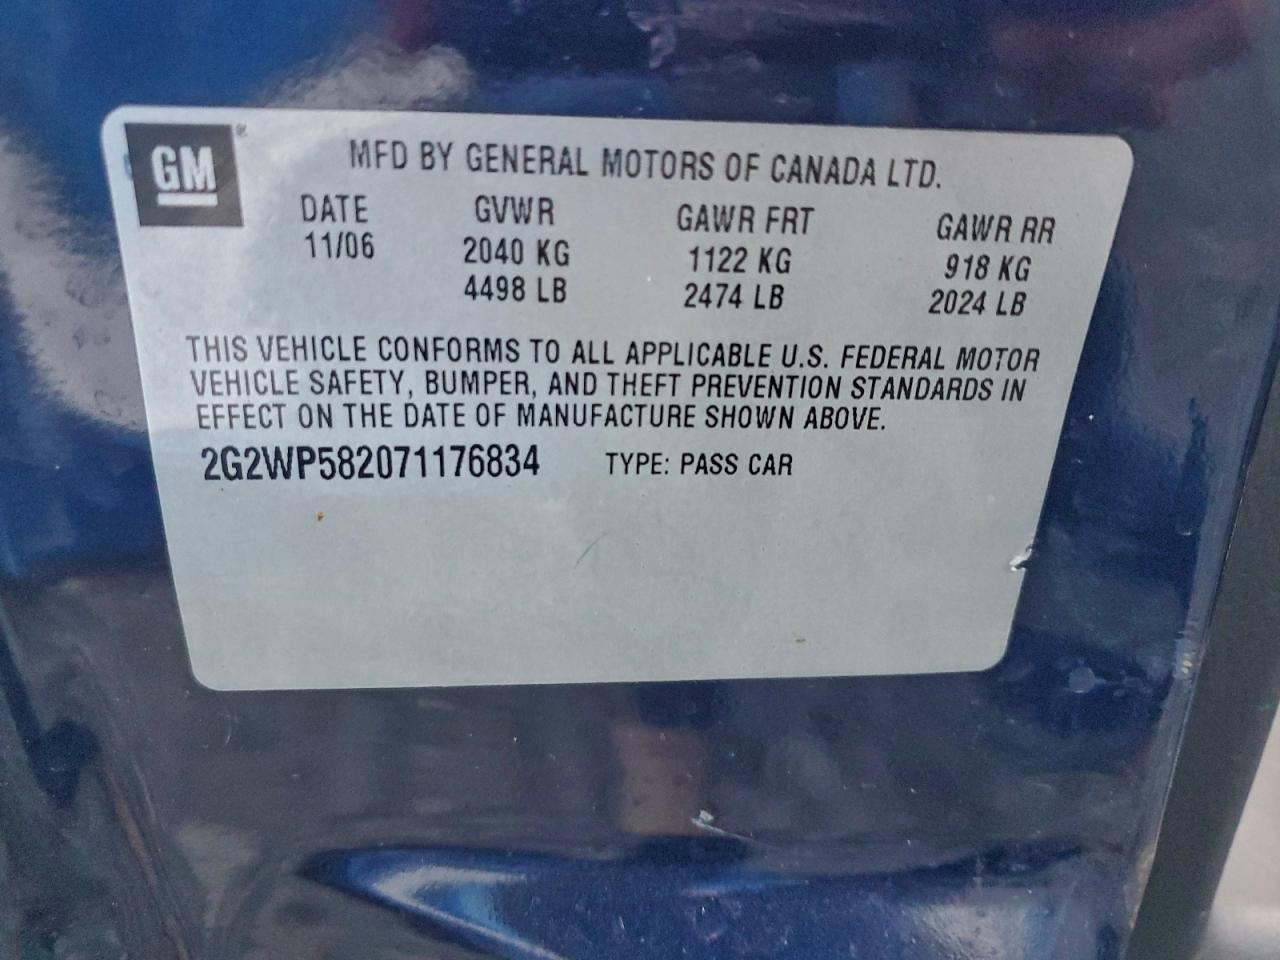 GM®
MFD BY GENERAL MOTORS OF CANADA LTD.
DATE GVWR GAWR FRT GAWR RR
11/06 2040 KG 1122 KG 918 KG
4498 LB 2474 LB 2024 LB
THIS VEHICLE CONFORMS TO ALL APPLICABLE U.S. FEDERAL MOTOR
VEHICLE SAFETY, BUMPER, AND THEFT PREVENTION STANDARDS IN
EFFECT ON THE DATE OF MANUFACTURE SHOWN ABOVE.
2G2WP582071176834 TYPE: PASS CAR